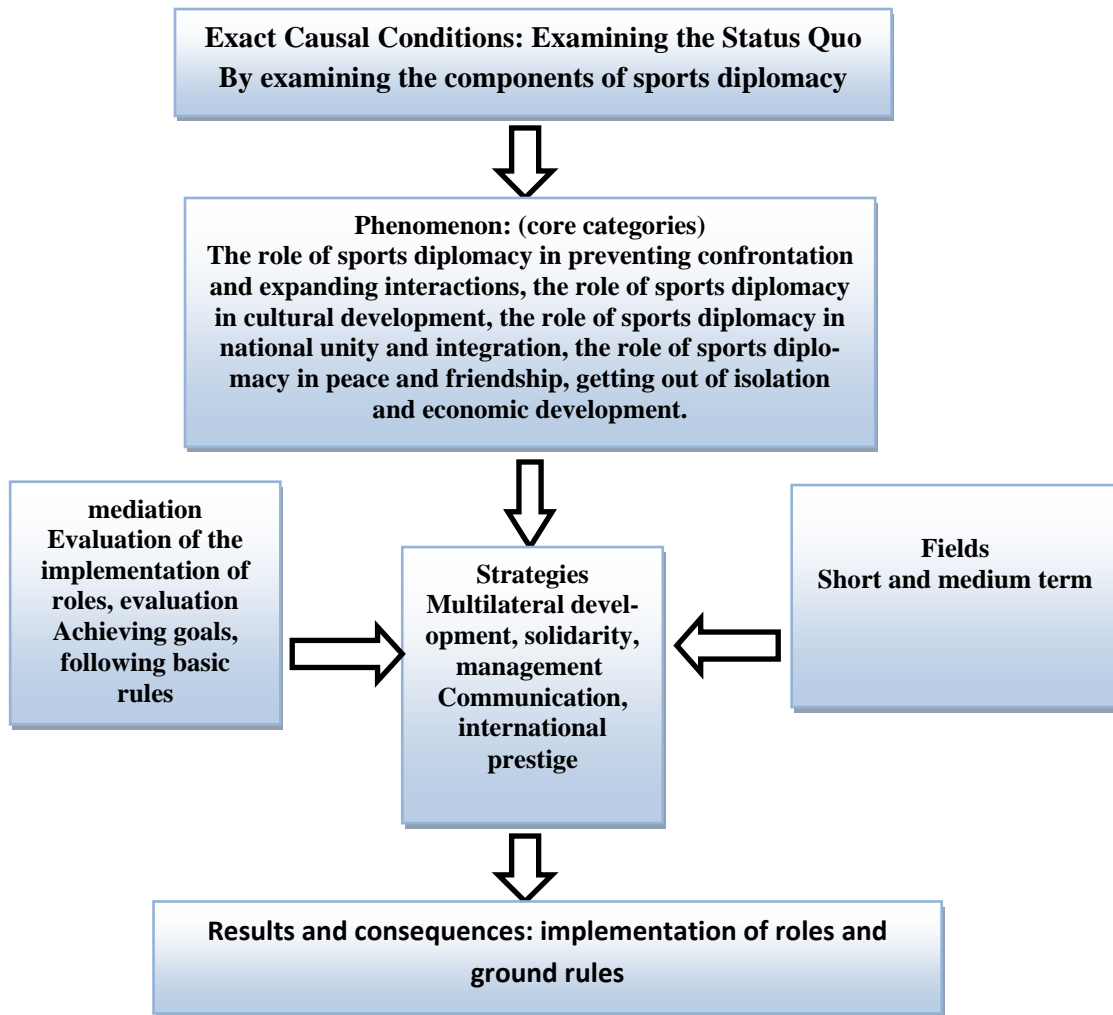 Exact Causal Conditions: Examining the Status Quo
By examining the components of sports diplomacy
Phenomenon: (core categories)
The role of sports diplomacy in preventing confrontation
and expanding interactions, the role of sports diplomacy
in cultural development, the role of sports diplomacy in
national unity and integration, the role of sports diplo-
macy in peace and friendship, getting out of isolation
and economic development.
mediation
Evaluation of the
implementation of
roles, evaluation
Achieving goals,
following basic
rules
Strategies
Multilateral devel-
opment, solidarity,
management
Communication,
international
prestige
Fields
Short and medium term
Results and consequences: implementation of roles and
ground rules